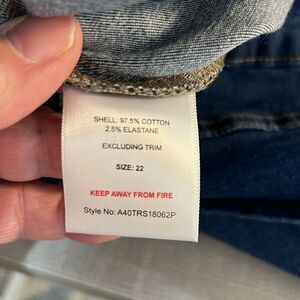 SHELL: 97.5% COTTON
2.5% ELASTANE
EXCLUDING TRIM
SIZE: 22
KEEP AWAY FROM FIRE
Style No: A40TRS18062P